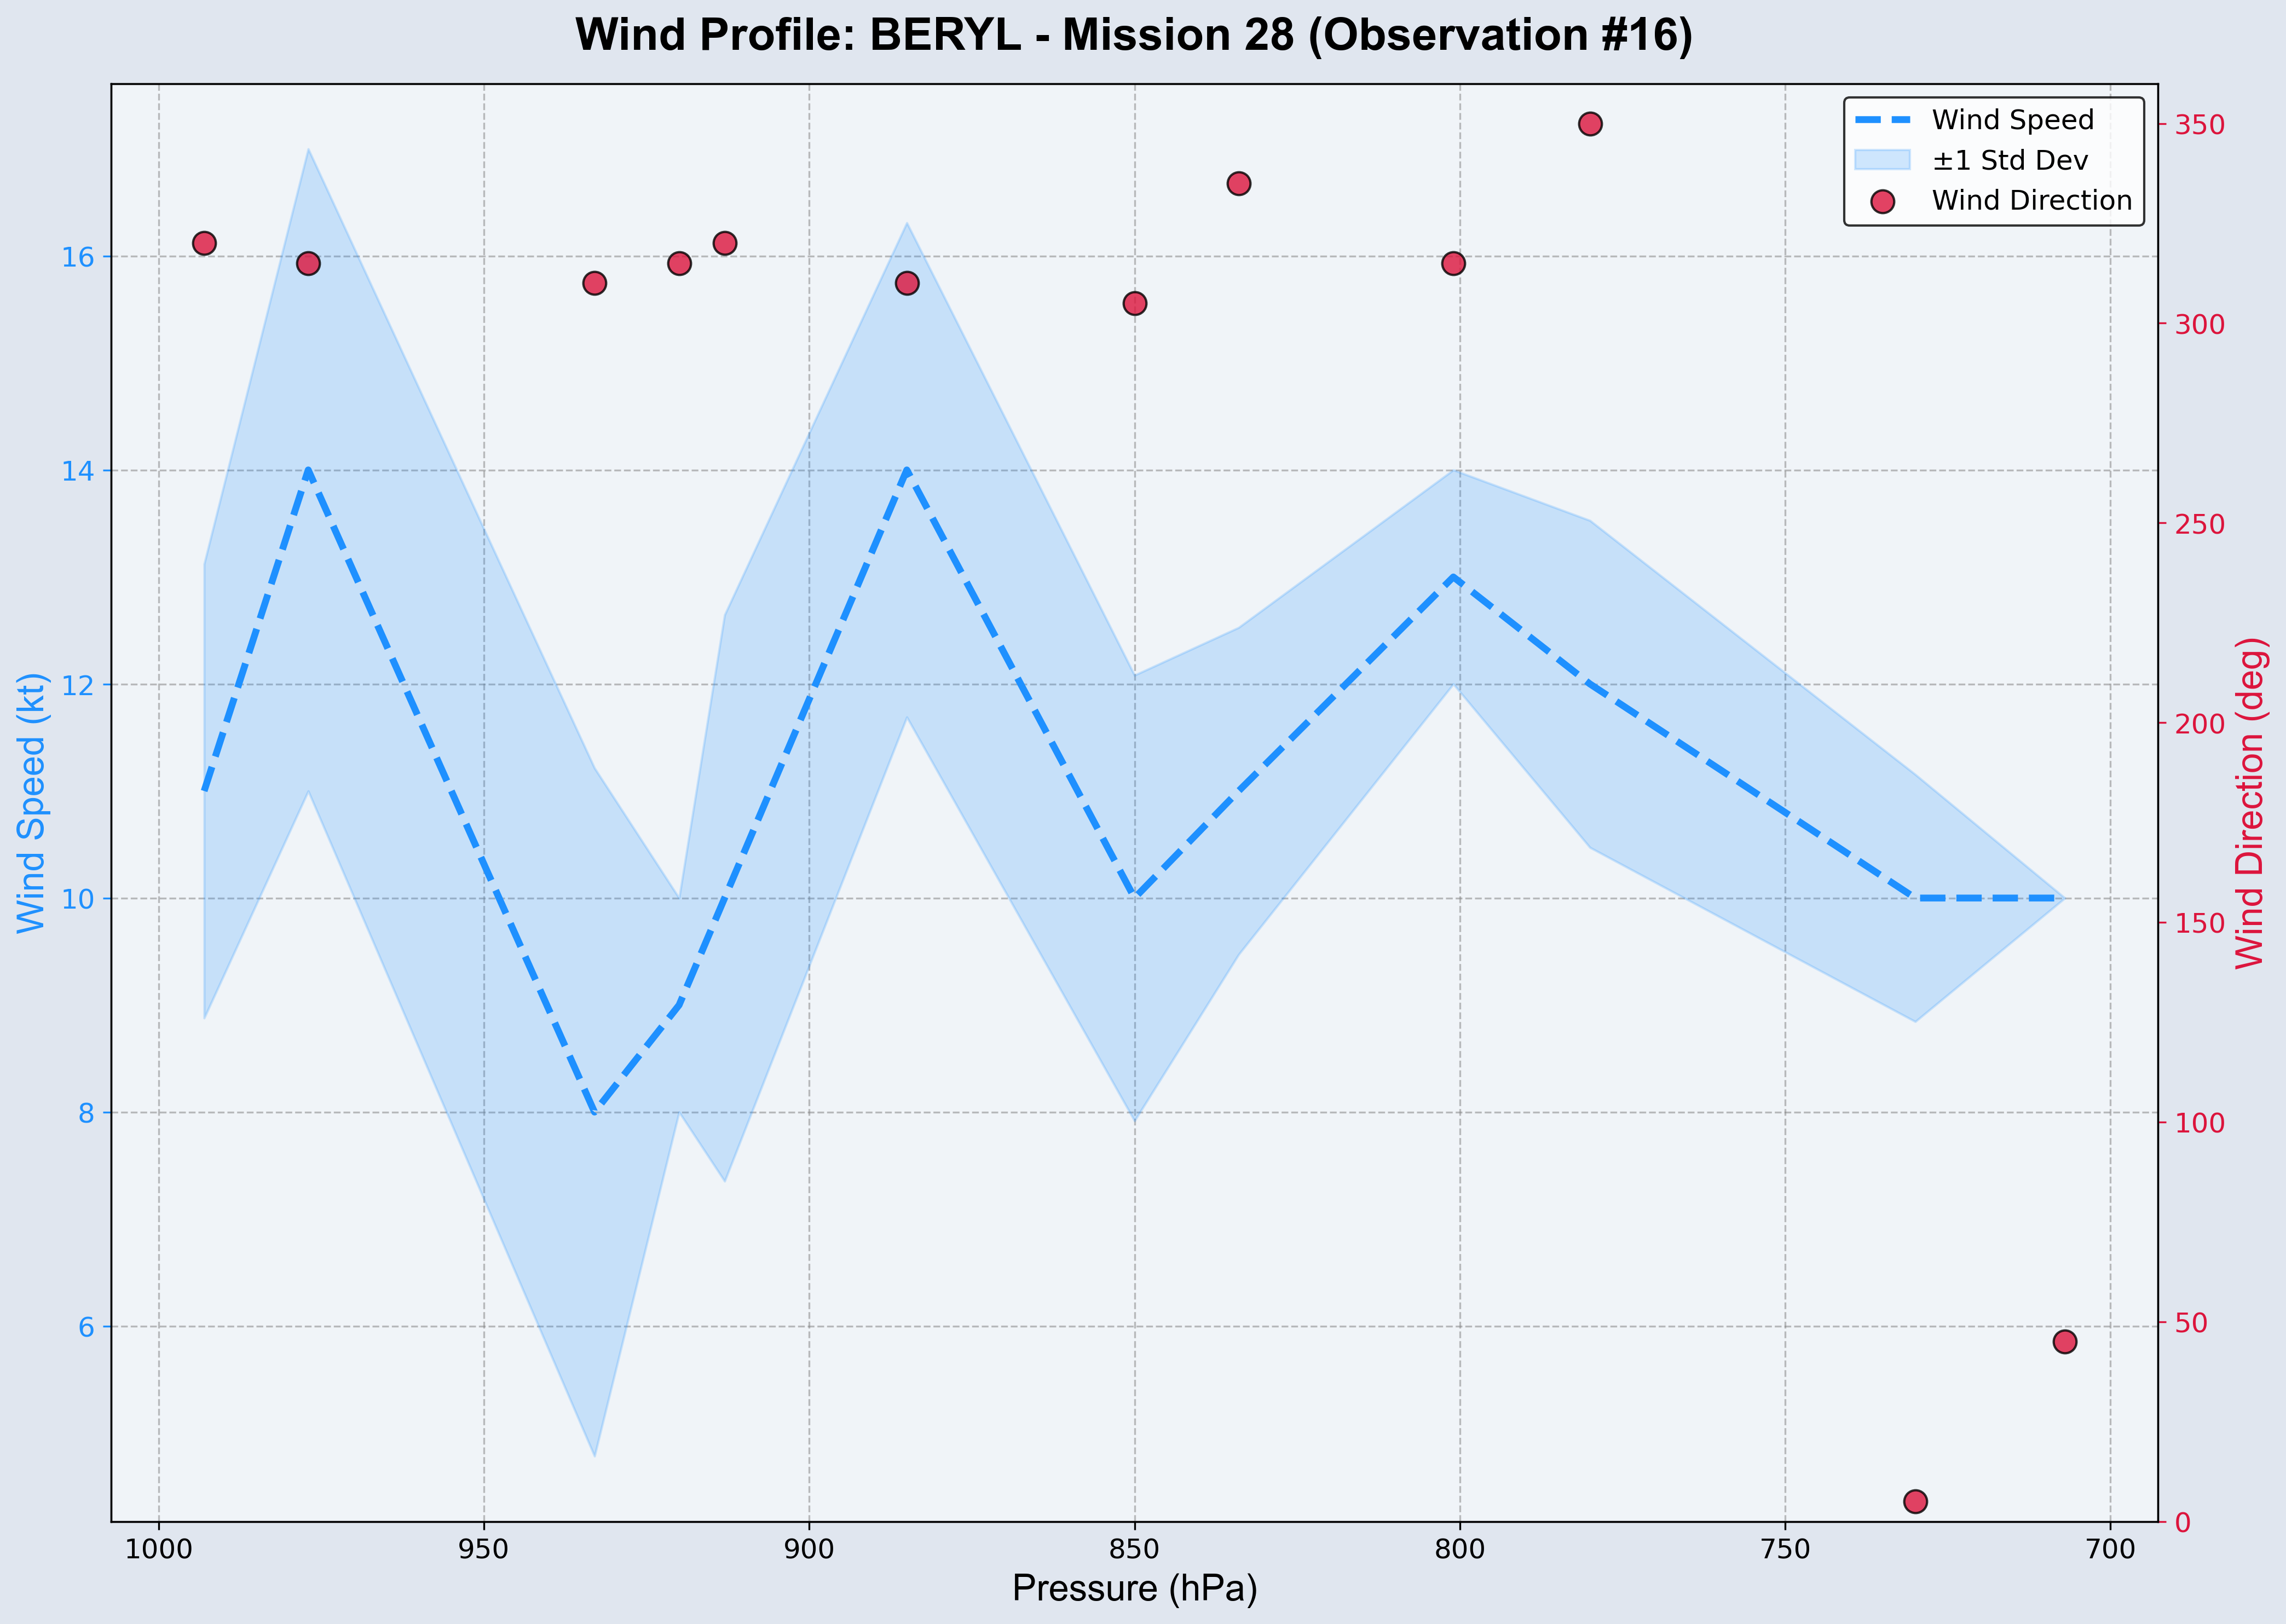 Wind Profile: BERYL - Mission 28 (Observation #16)
Wind Speed
±1 Std Dev
Wind Direction
Wind Speed (kt)
16
14
12
10
8
6
Wind Direction (deg)
350
300
250
200
150
100
50
0
1000 950 900 850 800 750 700
Pressure (hPa)